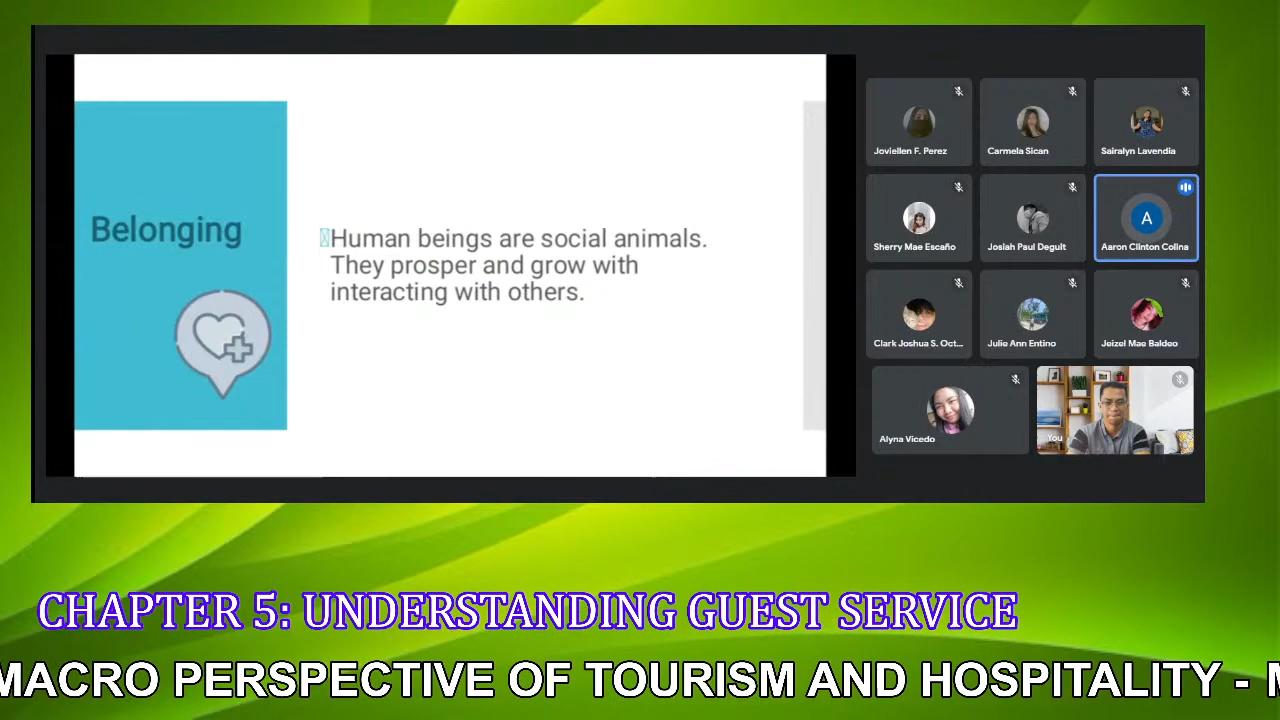 Belonging
Human beings are social animals.
They prosper and grow with
interacting with others.
Joviellen F. Perez
Carmela Sican
Sairalyn Lavendia
Sherry Mae Escaño
Josiah Paul Degult
A
Aaron Clinton Colina
Clark Joshua S. Oct...
Julie Ann Entino
Jeizel Mae Baldeo
Alyna Vicedo
You
CHAPTER 5: UNDERSTANDING GUEST SERVICE
MACRO PERSPECTIVE OF TOURISM AND HOSPITALITY - M